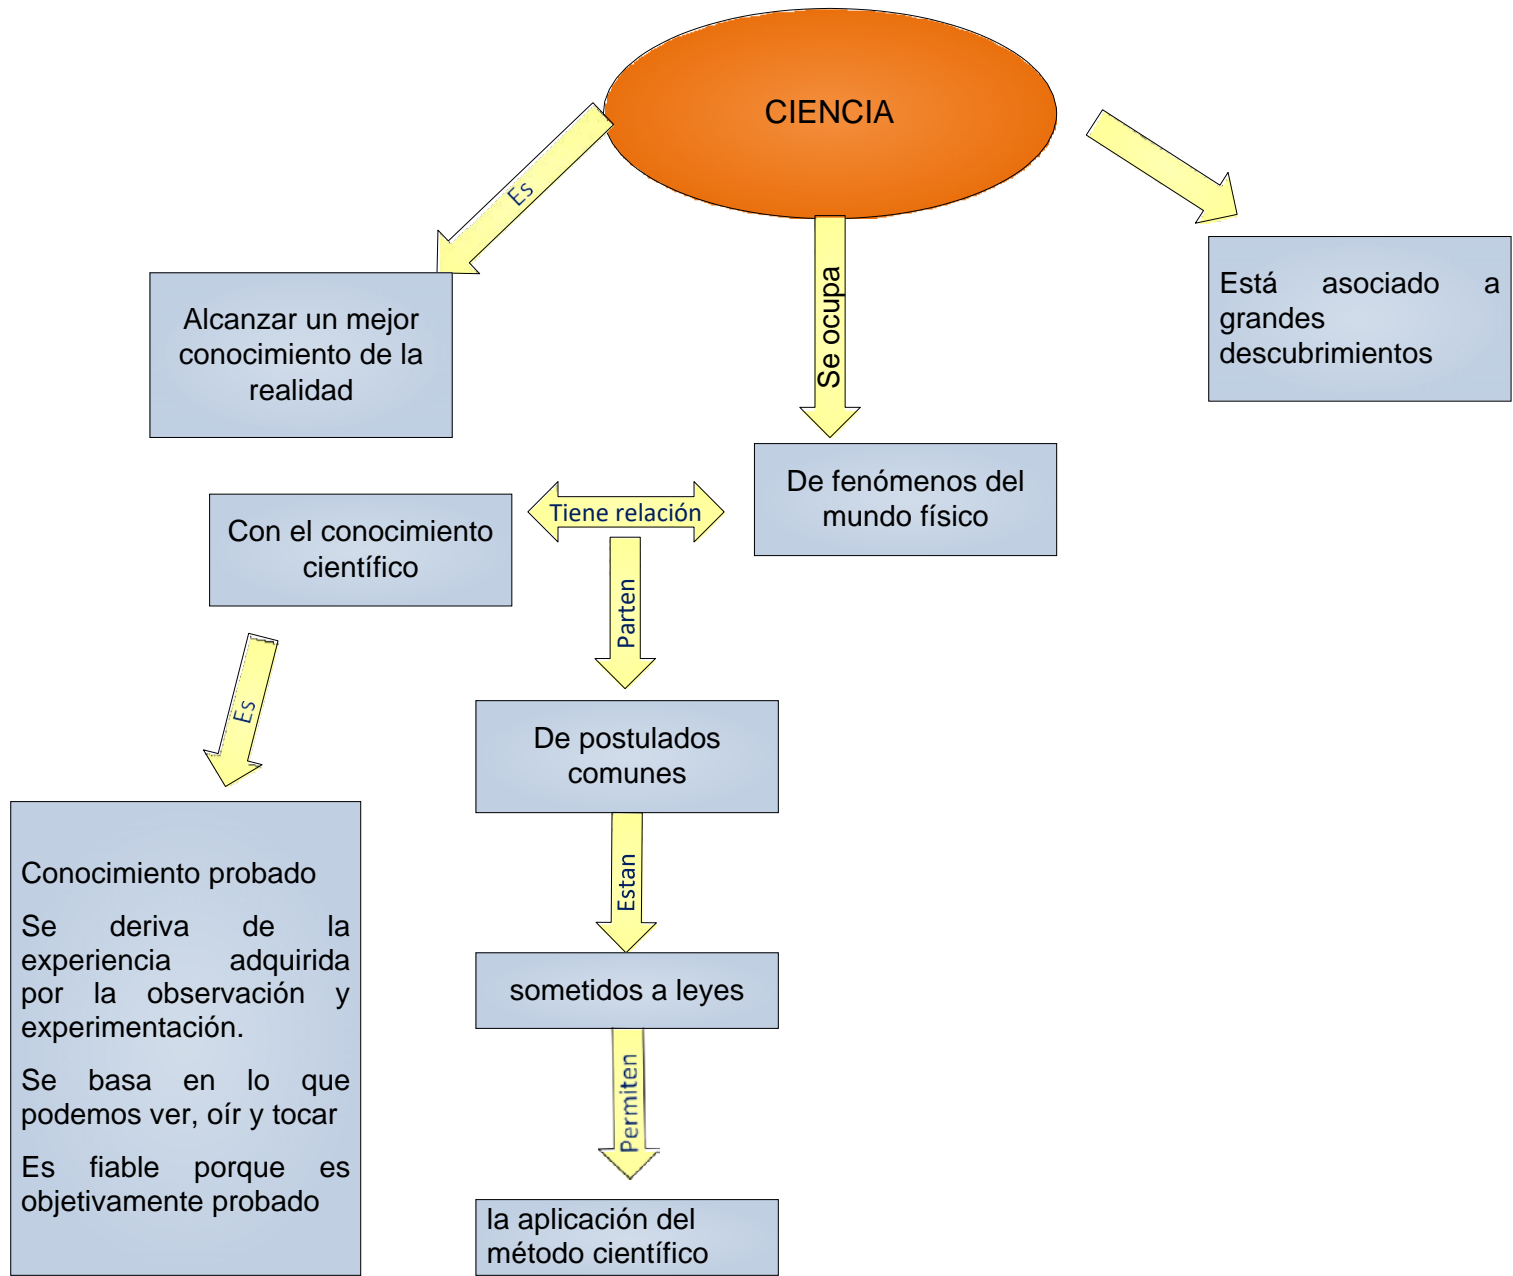 CIENCIA
Es
Se ocupa
Está asociado a
grandes
descubrimientos
Alcanzar un mejor
conocimiento de la
realidad
De fenómenos del
mundo físico
Tiene relación
Con el conocimiento
científico
Parten
Es
De postulados
comunes
Estan
sometidos a leyes
Permiten
la aplicación del
método científico
Conocimiento probado
Se deriva de la
experiencia adquirida
por la observación y
experimentación.
Se basa en lo que
podemos ver, oír y tocar
Es fiable porque es
objetivamente probado